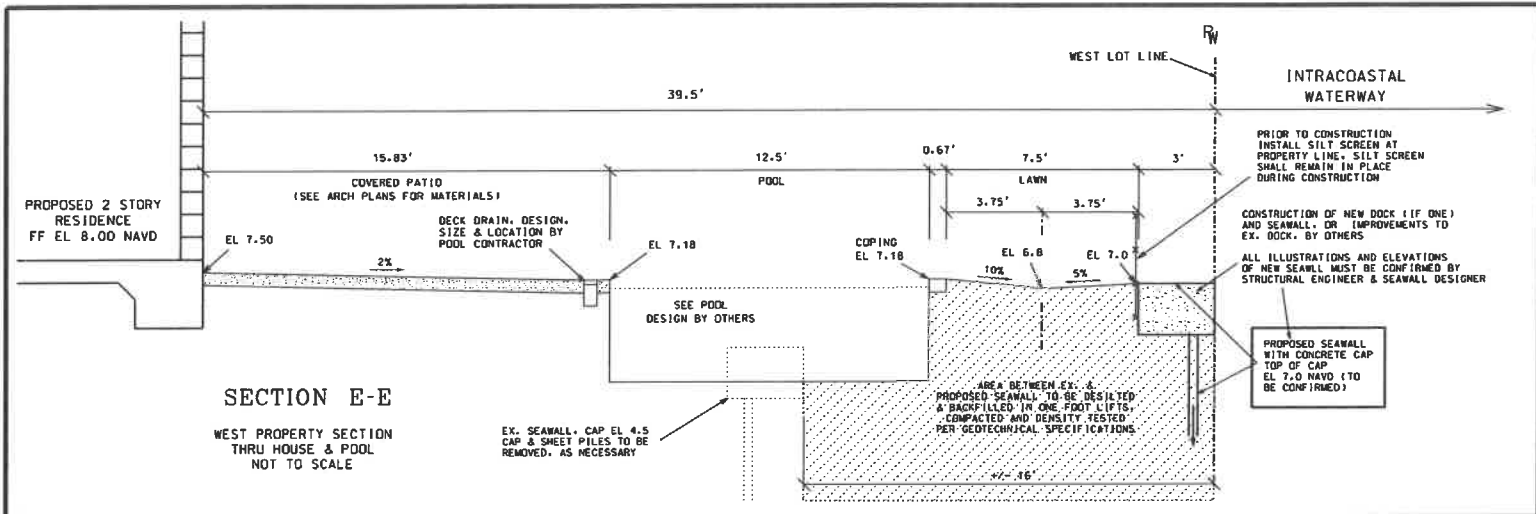 R/W
WEST LOT LINE
INTRACOASTAL
WATERWAY
39.5'
PRIOR TO CONSTRUCTION
INSTALL SILT SCREEN AT
PROPERTY LINE. SILT SCREEN
SHALL REMAIN IN PLACE
DURING CONSTRUCTION
15.83'
12.5'
0.67'
7.5'
3'
COVERED PATIO
(SEE ARCH PLANS FOR MATERIALS)
POOL
LAWN
3.75'
3.75'
PROPOSED 2 STORY
RESIDENCE
FF EL 8.00 NAVD
DECK DRAIN. DESIGN.
SIZE & LOCATION BY
POOL CONTRACTOR
CONSTRUCTION OF NEW DOCK (IF ONE)
AND SEAWALL. OR IMPROVEMENTS TO
EX. DOCK. BY OTHERS
EL 7.50
EL 7.18
COPING
EL 7.18
EL 6.8
EL 7.0
2%
10%
5%
ALL ILLUSTRATIONS AND ELEVATIONS
OF NEW SEAWLL MUST BE CONFIRMED BY
STRUCTURAL ENGINEER & SEAWALL DESIGNER
SEE POOL
DESIGN BY OTHERS
PROPOSED SEAWALL
WITH CONCRETE CAP
TOP OF CAP
EL 7.0 NAVD (TO
BE CONFIRMED)
SECTION E-E
WEST PROPERTY SECTION
THRU HOUSE & POOL
NOT TO SCALE
AREA BETWEEN EX. &
PROPOSED SEAWALL TO BE DESILTED
& BACKFILLED IN ONE FOOT LIFTS.
COMPACTED AND DENSITY TESTED
PER GEOTECHNICAL SPECIFICATIONS
EX. SEAWALL. CAP EL 4.5
CAP & SHEET PILES TO BE
REMOVED. AS NECESSARY
+/- 16'